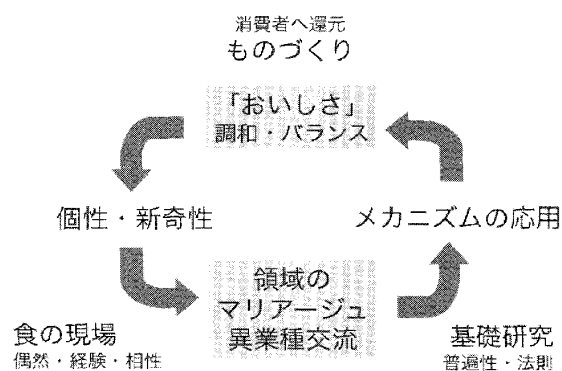 消費者へ還元
ものづくり
「おいしさ」
調和・バランス
個性・新奇性
メカニズムの応用
領域の
マリアージュ
異業種交流
食の現場
偶然・経験・相性
基礎研究
普遍性・法則